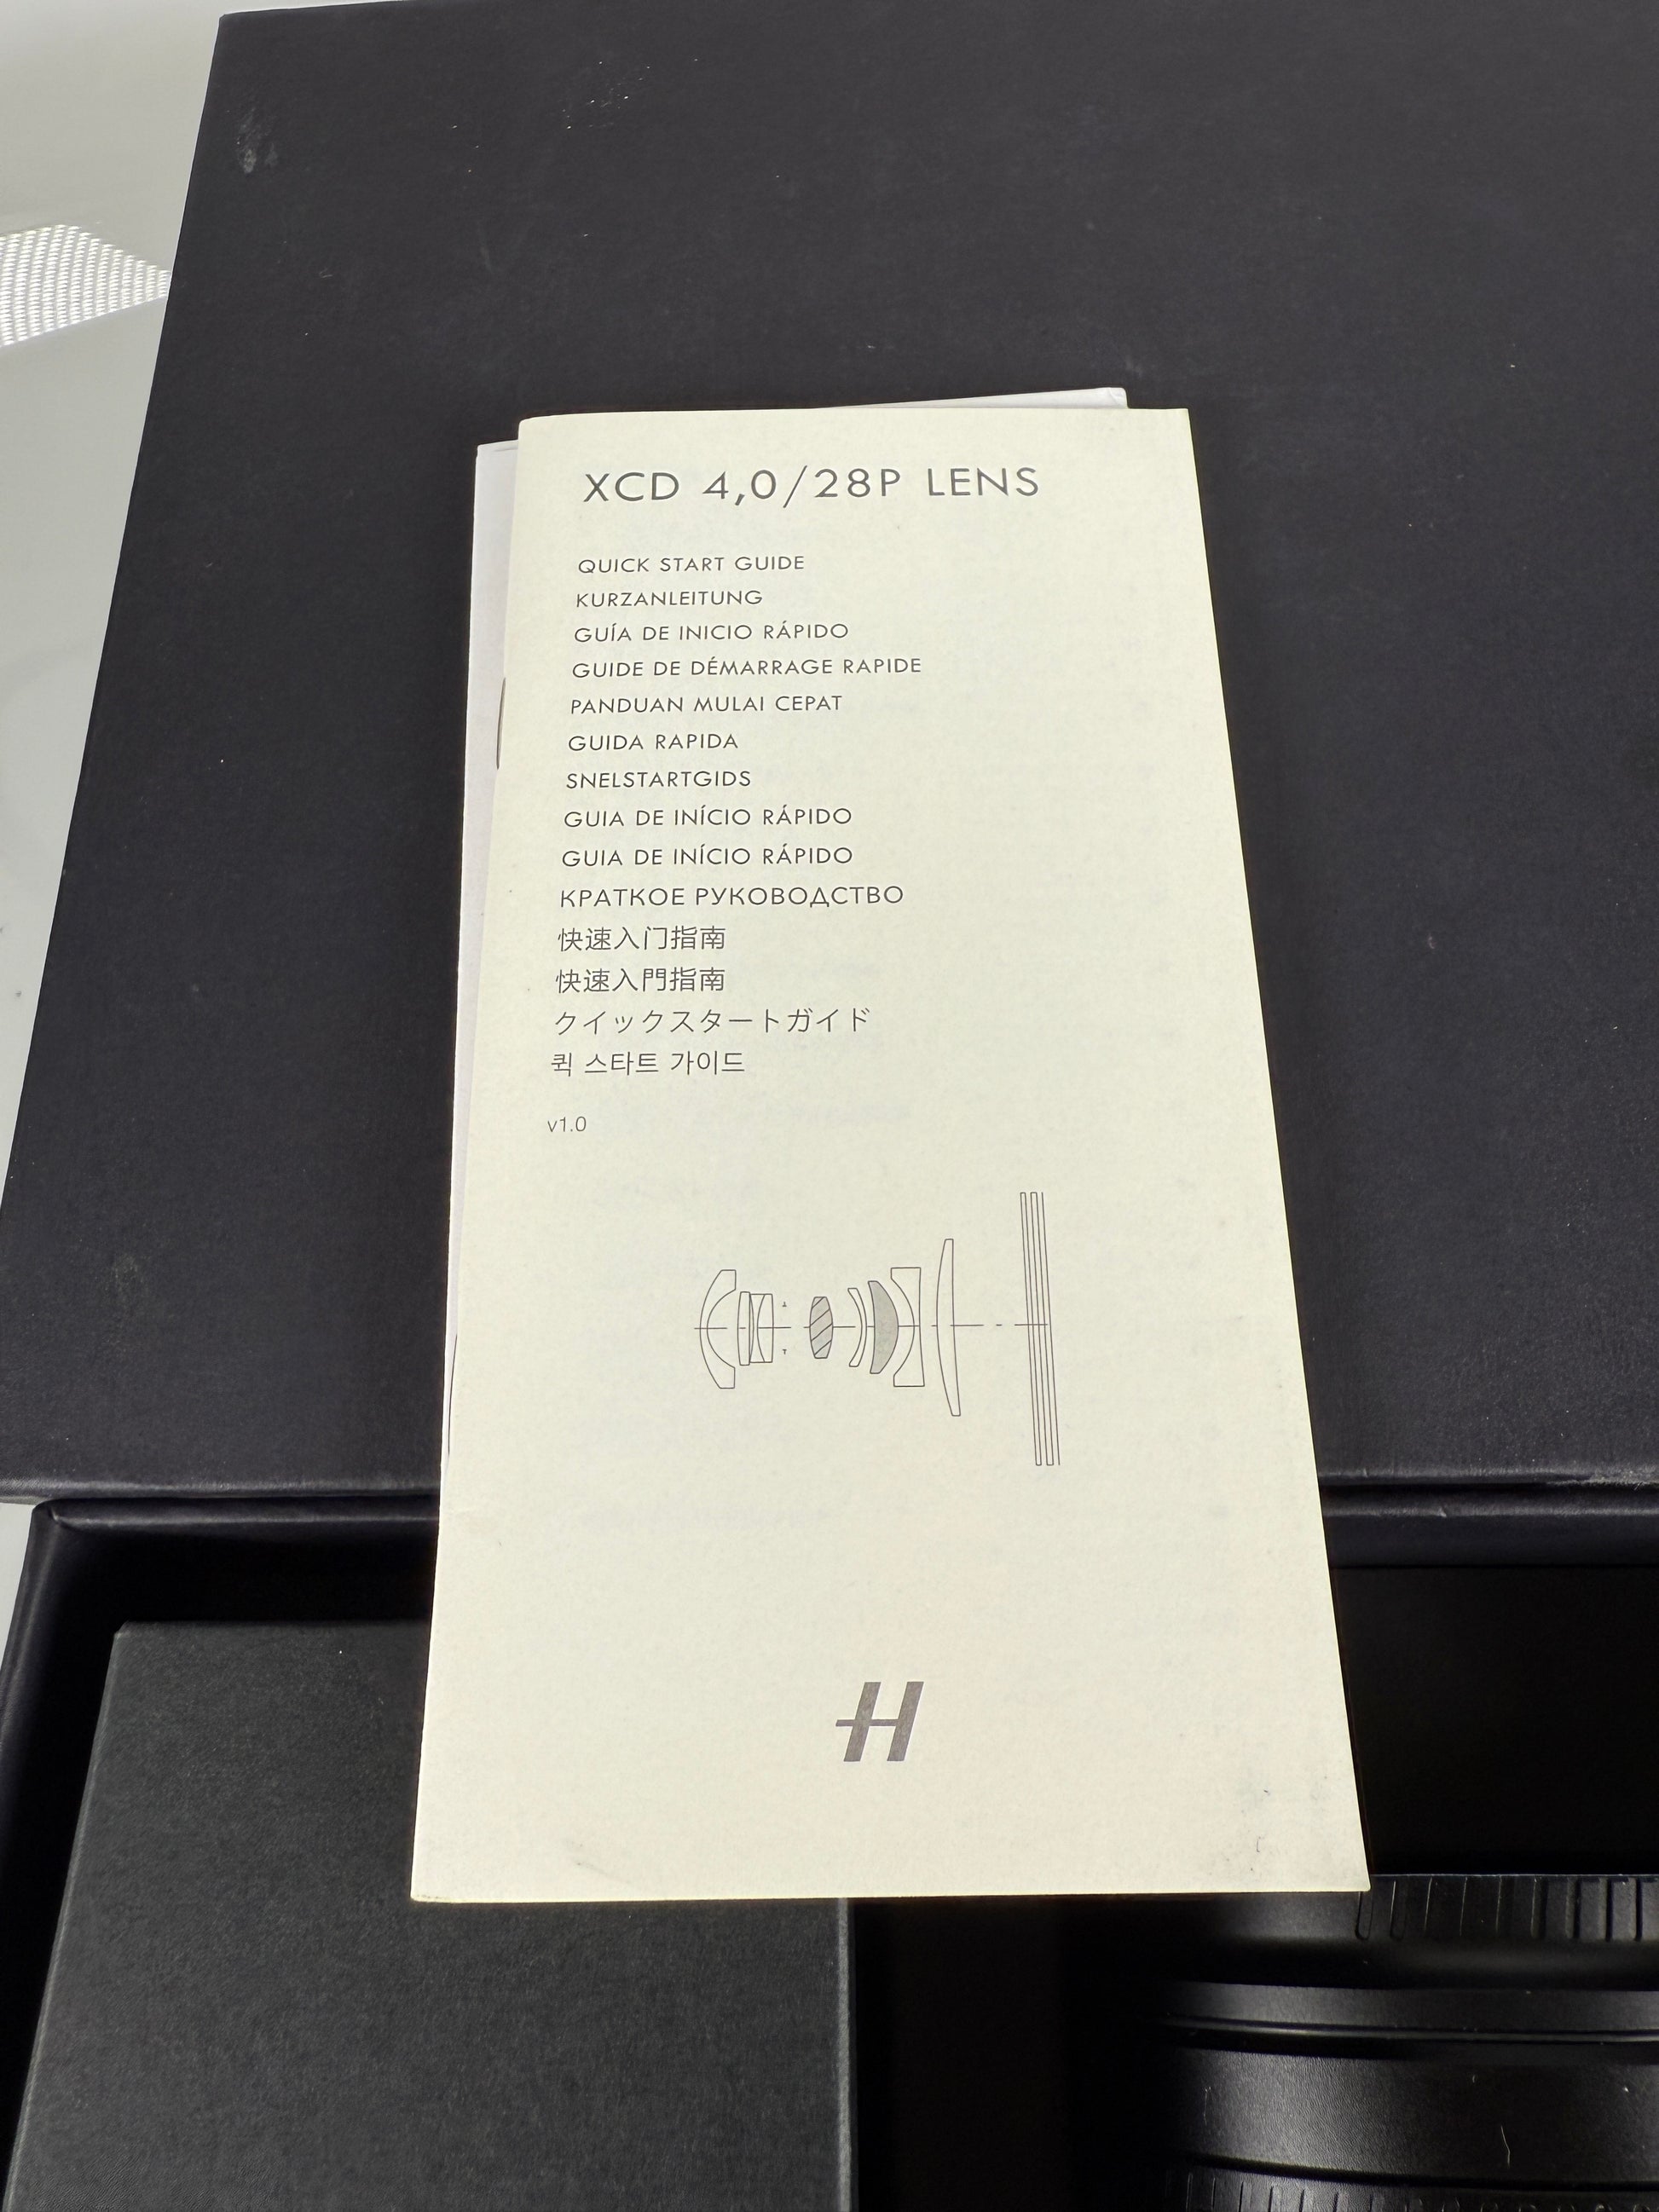 XCD 4,0/28P LENS
QUICK START GUIDE
KURZANLEITUNG
GUÍA DE INICIO RÁPIDO
GUIDE DE DÉMARRAGE RAPIDE
PANDUAN MULAI CEPAT
GUIDA RAPIDA
SNELSTARTGIDS
GUIA DE INÍCIO RÁPIDO
GUIA DE INÍCIO RÁPIDO
КРАТКОЕ РУКОВОДСТВО
快速入门指南
快速入門指南
クイックスタートガイド
퀵 스타트 가이드
v1.0
H